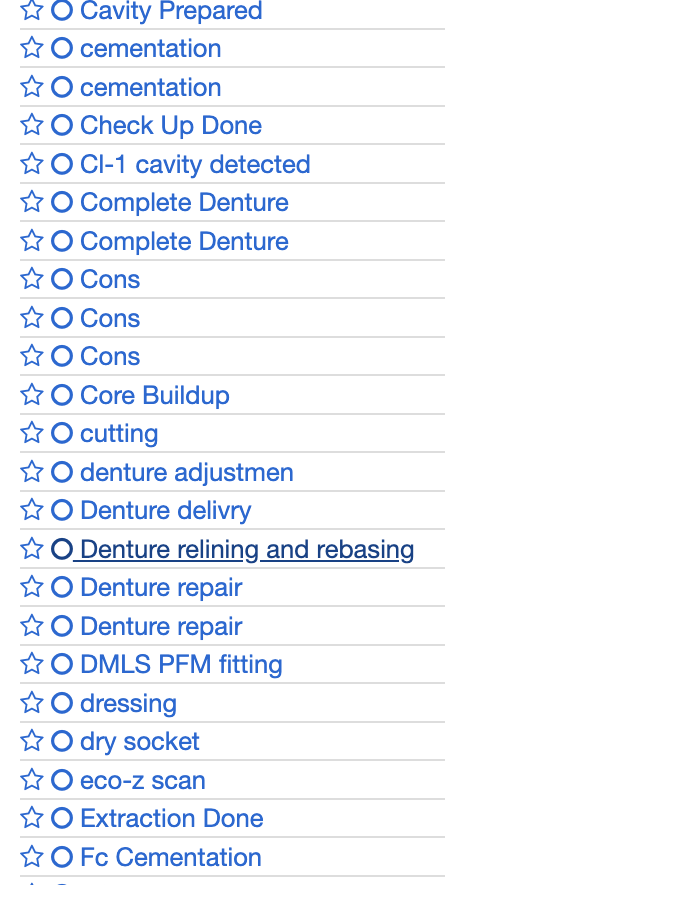 Cavity Prepared
cementation
cementation
Check Up Done
Cl-1 cavity detected
Complete Denture
Complete Denture
Cons
Cons
Cons
Core Buildup
cutting
denture adjustmen
Denture delivry
Denture relining and rebasing
Denture repair
Denture repair
DMLS PFM fitting
dressing
dry socket
eco-z scan
Extraction Done
Fc Cementation